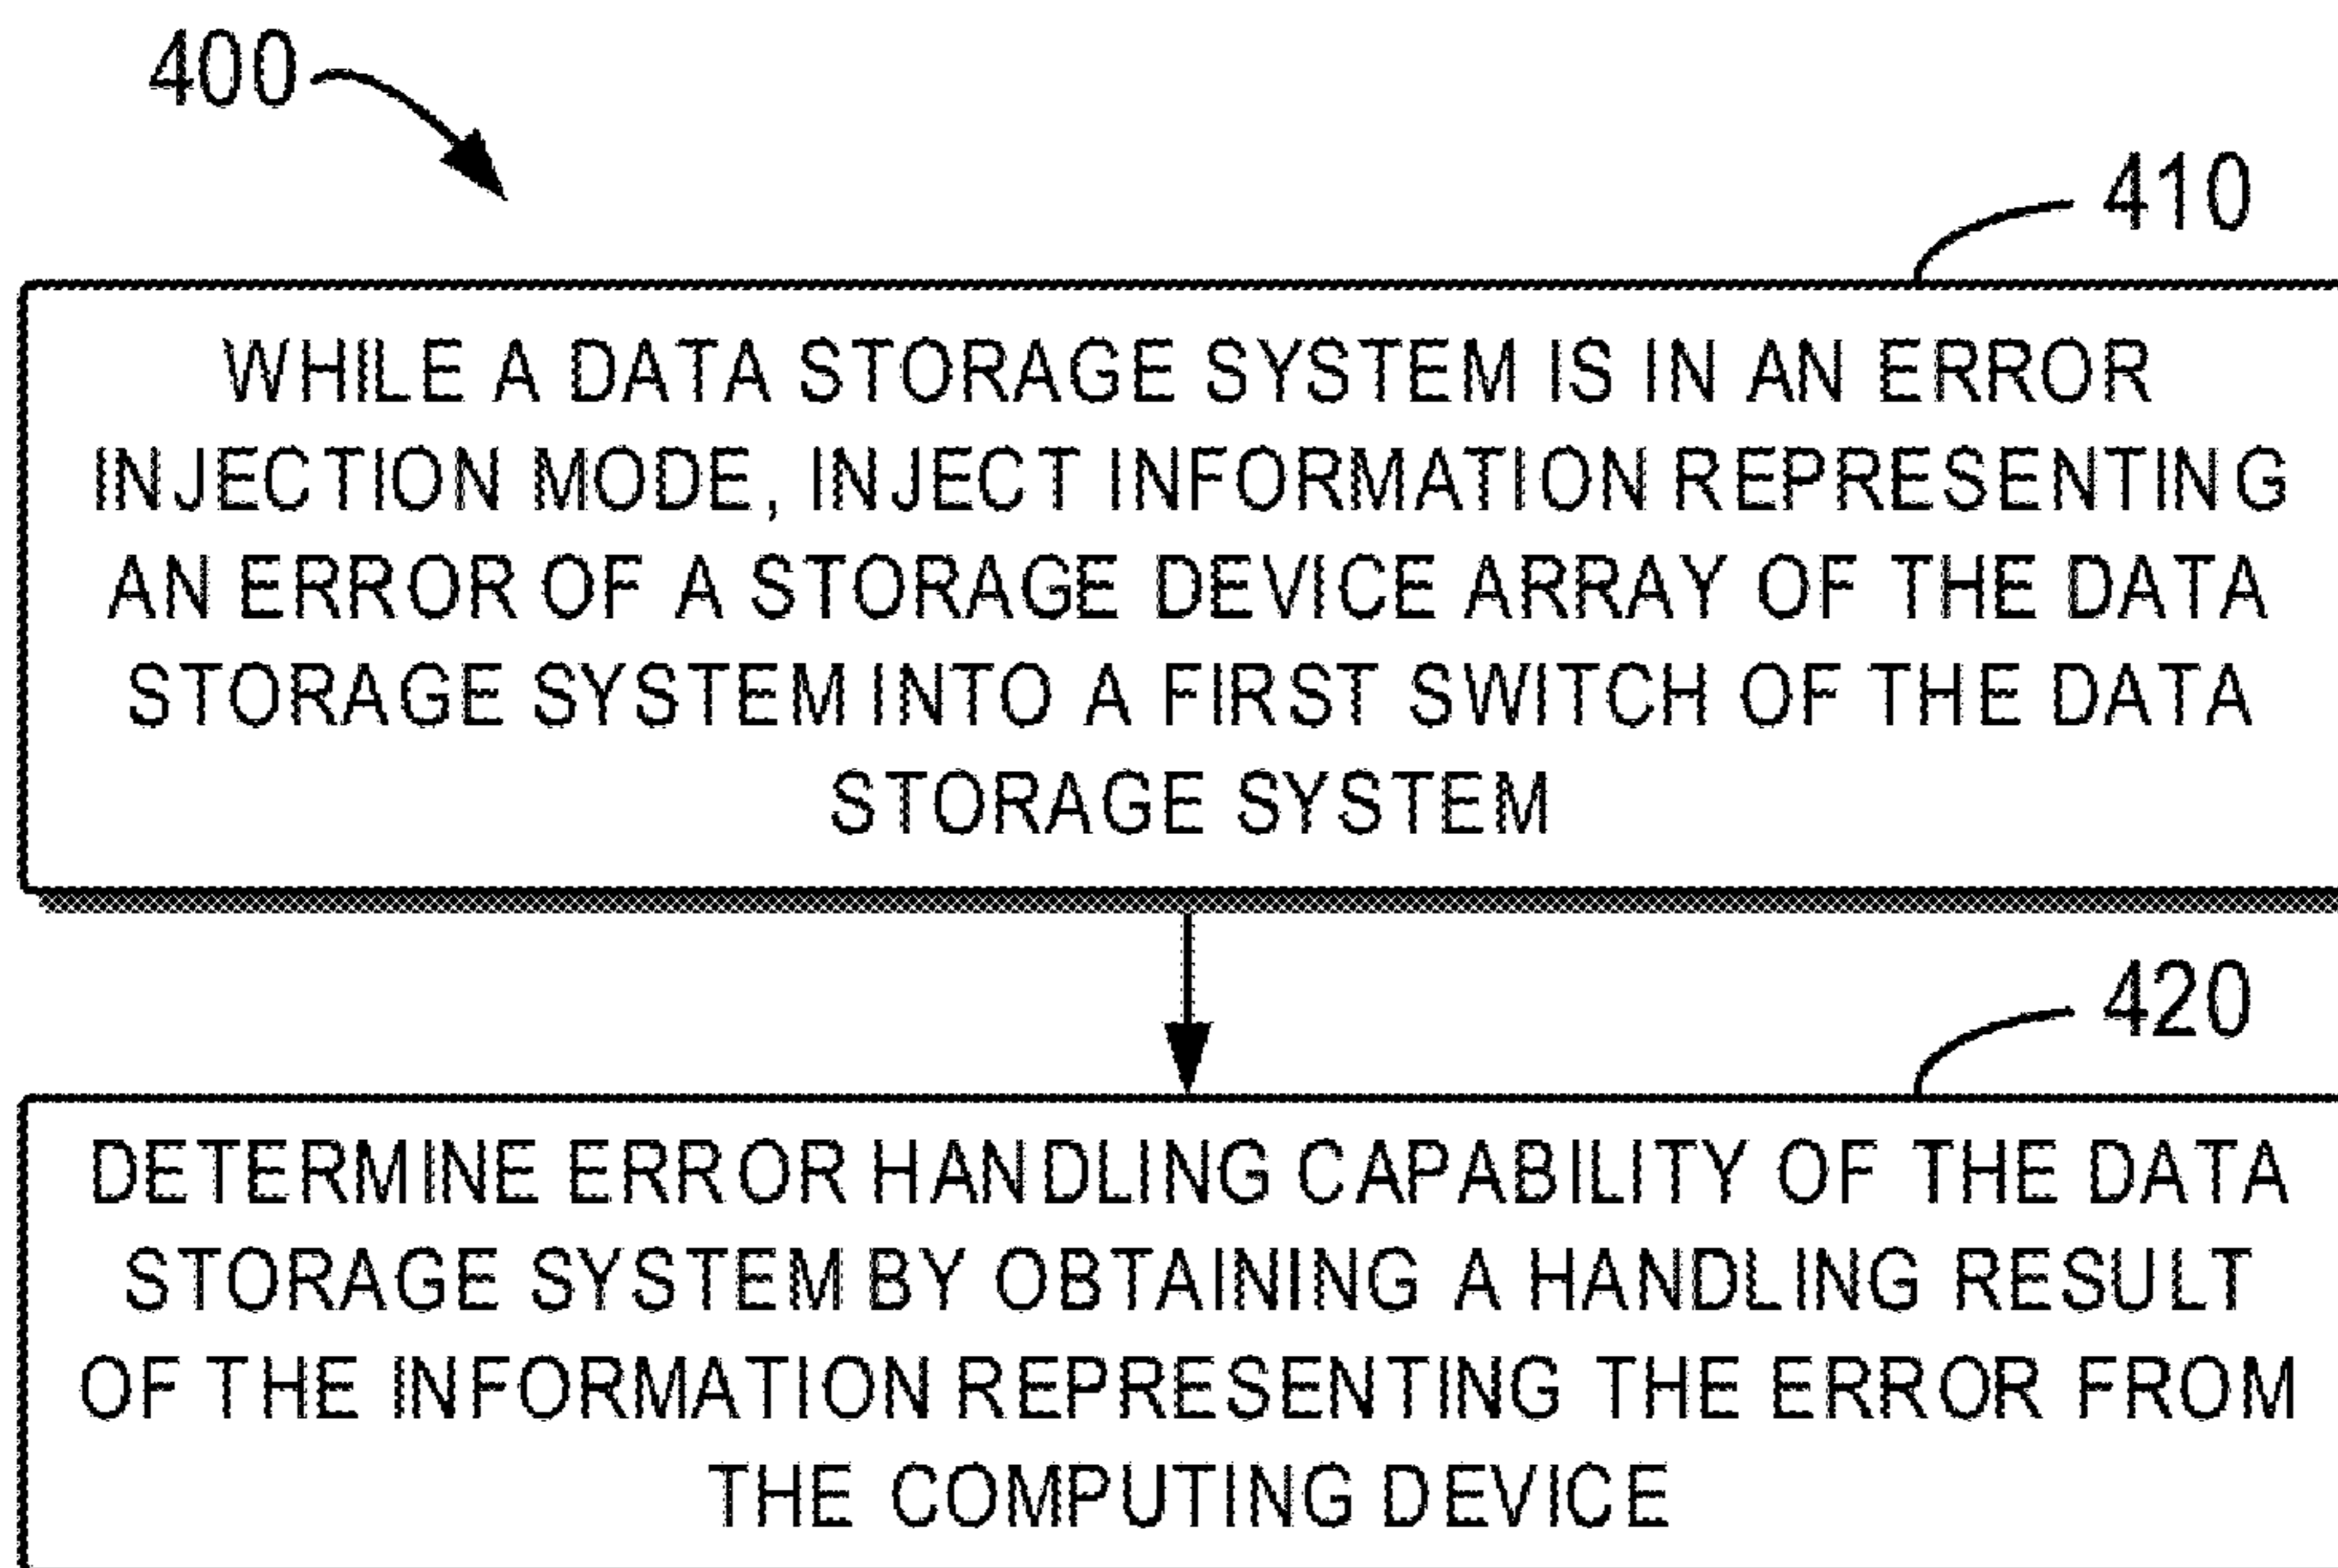 400
410
WHILE A DATA STORAGE SYSTEM IS IN AN ERROR
INJECTION MODE, INJECT INFORMATION REPRESENTING
AN ERROR OF A STORAGE DEVICE ARRAY OF THE DATA
STORAGE SYSTEM INTO A FIRST SWITCH OF THE DATA
STORAGE SYSTEM
420
DETERMINE ERROR HANDLING CAPABILITY OF THE DATA
STORAGE SYSTEM BY OBTAINING A HANDLING RESULT
OF THE INFORMATION REPRESENTING THE ERROR FROM
THE COMPUTING DEVICE